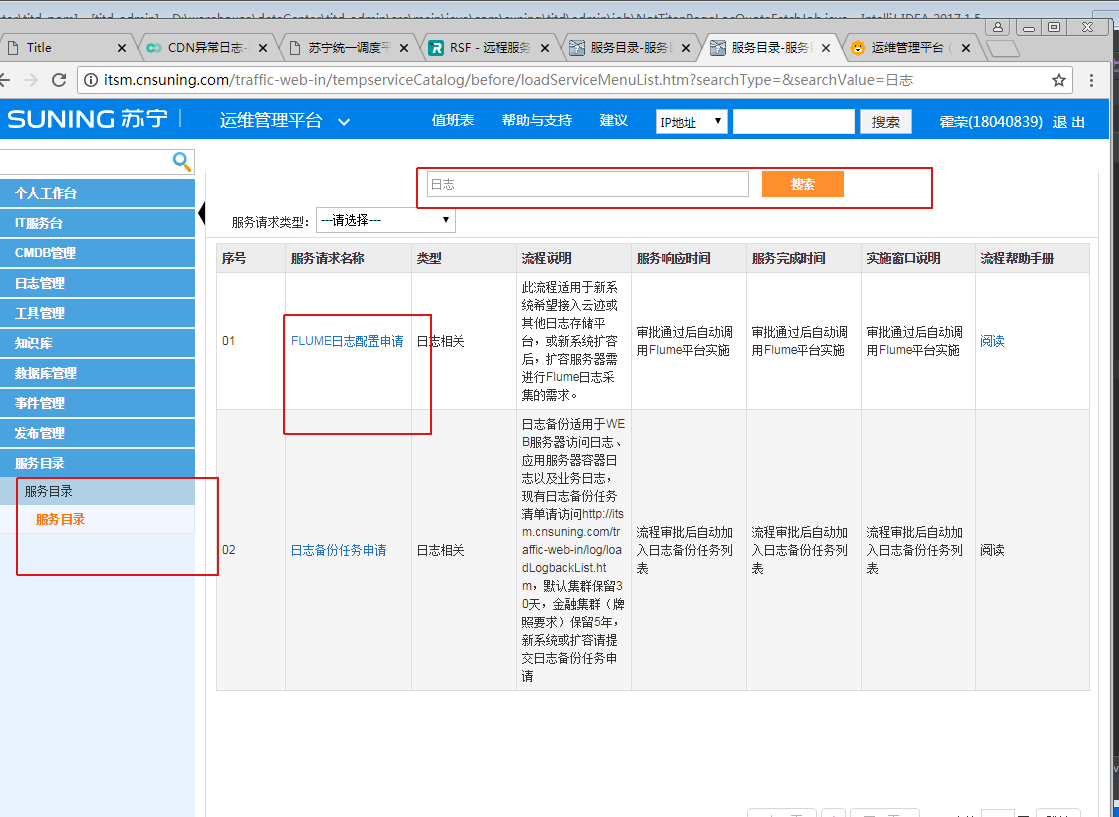 Title
CDN异常日志-
苏宁统一调度平
RSF - 远程服务
服务目录-服务
服务目录-服务
运维管理平台
itsm.cnsuning.com/traffic-web-in/tempserviceCatalog/before/loadServiceMenuList.htm?searchType=&searchValue=日志
SUNING 苏宁
运维管理平台
值班表
帮助与支持
建议
IP地址
搜索
霍荣(18040839)
退 出
个人工作台
IT服务台
CMDB管理
日志管理
工具管理
知识库
数据库管理
事件管理
发布管理
服务目录
服务目录
服务目录
日志
搜索
服务请求类型:
---请选择---
序号
服务请求名称
类型
流程说明
服务响应时间
服务完成时间
实施窗口说明
流程帮助手册
01
FLUME日志配置申请
日志相关
此流程适用于新系
统希望接入云迹或
其他日志存储平
台，或新系统扩容
后，扩容服务器需
进行Flume日志采
集的需求。
审批通过后自动调
用Flume平台实施
审批通过后自动调
用Flume平台实施
审批通过后自动调
用Flume平台实施
阅读
02
日志备份任务申请
日志相关
日志备份适用于WE
B服务器访问日志、
应用服务器容器日
志以及业务日志，
现有日志备份任务
清单请访问http://its
m.cnsuning.com/tr
affic-web-in/log/loa
dLogbackList.ht
m，默认集群保留3
0天，金融集群（牌
照要求）保留5年，
新系统或扩容请提
交日志备份任务申
请
流程审批后自动加
入日志备份任务列
表
流程审批后自动加
入日志备份任务列
表
流程审批后自动加
入日志备份任务列
表
阅读